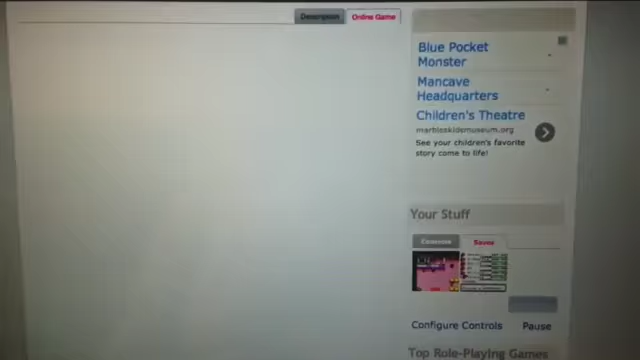 Description
Online Game
Blue Pocket
Monster
Mancave
Headquarters
Children's Theatre
marbleskidsmuseum.org
See your children's favorite
story come to life!
Your Stuff
Saves
Configure Controls
Pause
Top Role-Playing Games